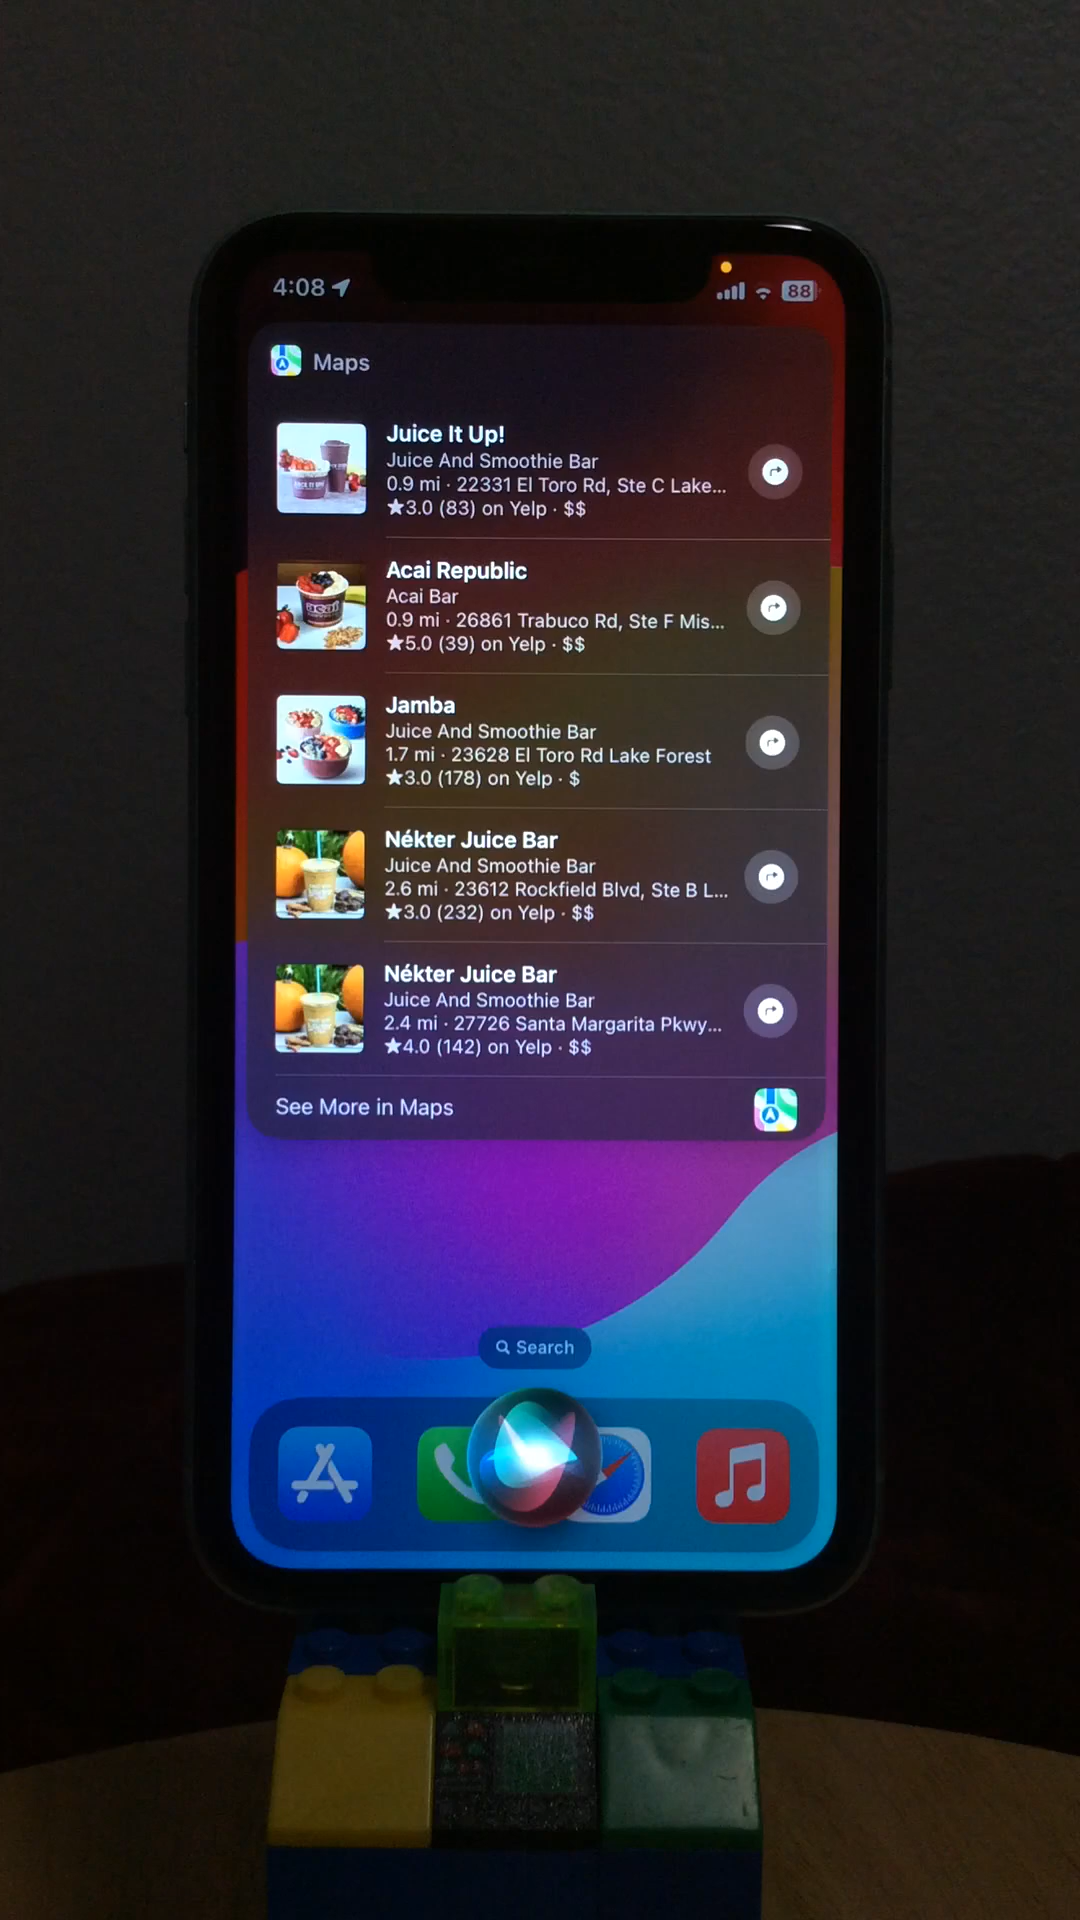 4:08
88
Maps
Juice It Up!
Juice And Smoothie Bar
0.9 mi · 22331 El Toro Rd, Ste C Lake...
★3.0 (83) on Yelp · $$
Acai Republic
Acai Bar
0.9 mi · 26861 Trabuco Rd, Ste F Mis...
★5.0 (39) on Yelp · $$
Jamba
Juice And Smoothie Bar
1.7 mi · 23628 El Toro Rd Lake Forest
★3.0 (178) on Yelp · $
Nékter Juice Bar
Juice And Smoothie Bar
2.6 mi · 23612 Rockfield Blvd, Ste B L...
★3.0 (232) on Yelp · $$
Nékter Juice Bar
Juice And Smoothie Bar
2.4 mi · 27726 Santa Margarita Pkwy...
★4.0 (142) on Yelp · $$
See More in Maps
Search